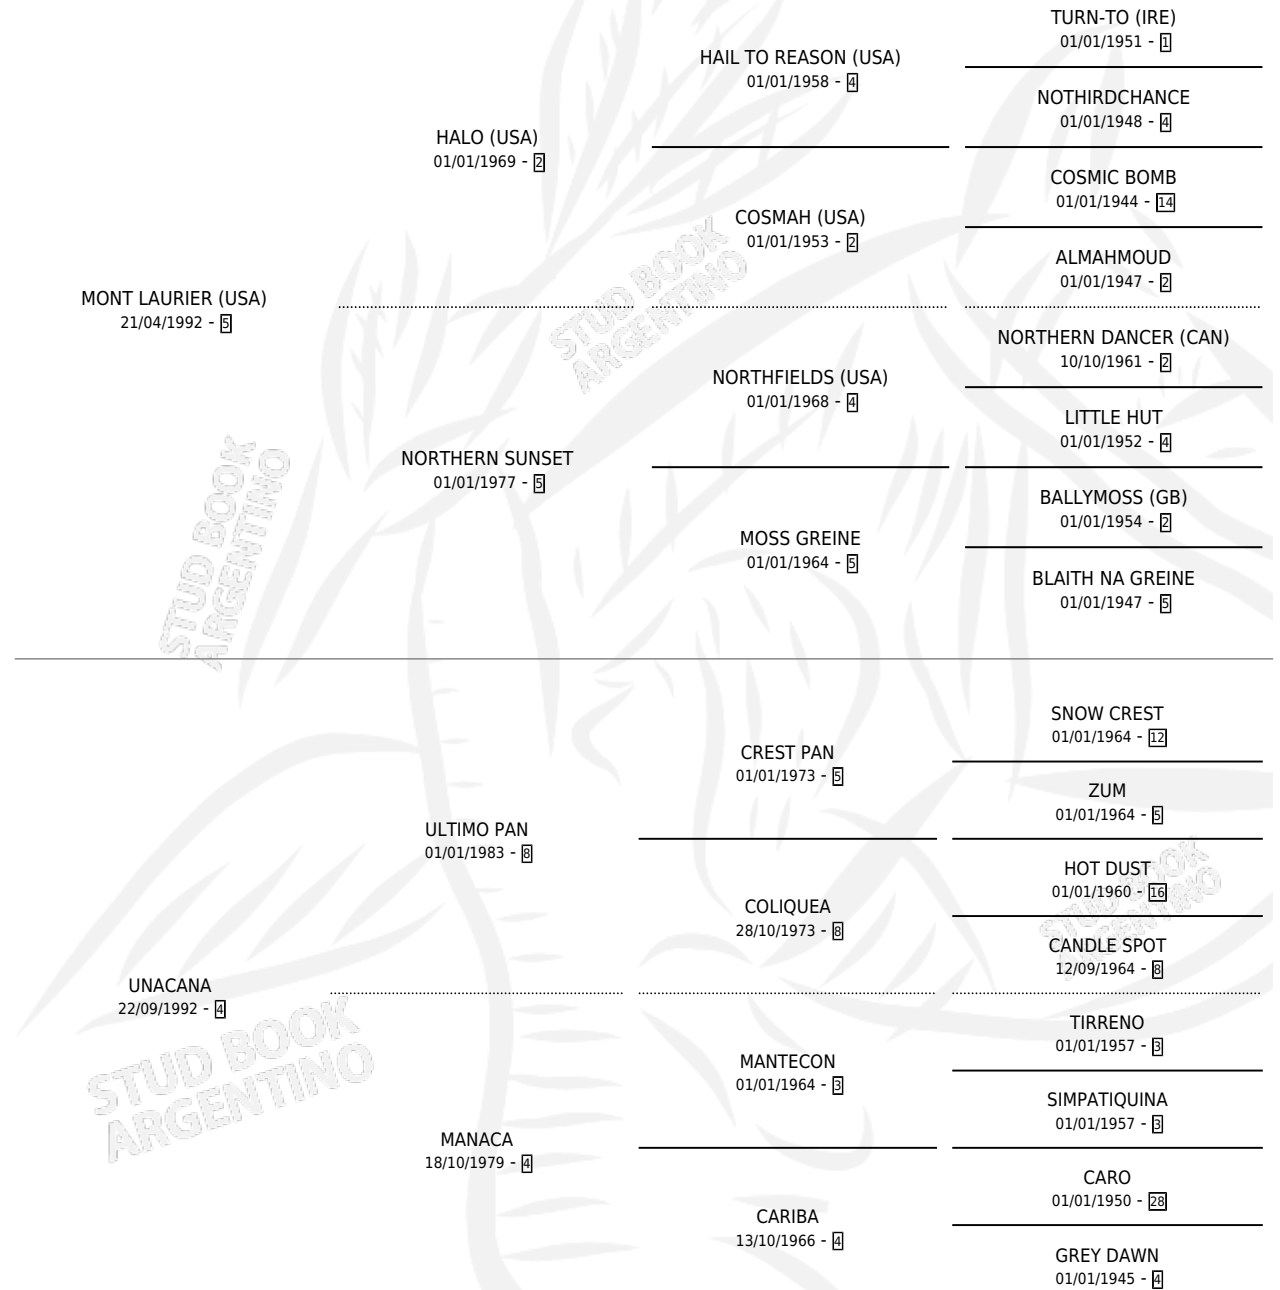 TURN-TO (IRE)
01/01/1951 - 1
HAIL TO REASON (USA)
01/01/1958 - 4
NOTHIRDCHANCE
01/01/1948 - 4
HALO (USA)
01/01/1969 - 2
COSMIC BOMB
01/01/1944 - 14
COSMAH (USA)
01/01/1953 - 2
ALMAHMOUD
01/01/1947 - 2
MONT LAURIER (USA)
21/04/1992 - 5
NORTHERN DANCER (CAN)
10/10/1961 - 2
NORTHFIELDS (USA)
01/01/1968 - 4
LITTLE HUT
01/01/1952 - 4
NORTHERN SUNSET
01/01/1977 - 5
BALLYMOSS (GB)
01/01/1954 - 2
MOSS GREINE
01/01/1964 - 5
BLAITH NA GREINE
01/01/1947 - 5
STUD BOOK
ARGENTINO
STUD BOOK
ARGENTINO
SNOW CREST
01/01/1964 - 12
CREST PAN
01/01/1973 - 5
ZUM
01/01/1964 - 5
ULTIMO PAN
01/01/1983 - 8
HOT DUST
01/01/1960 - 16
COLIQUEA
28/10/1973 - 8
CANDLE SPOT
12/09/1964 - 8
STUD BOOK
ARGENTINO
UNACANA
22/09/1992 - 4
TIRRENO
01/01/1957 - 3
MANTECON
01/01/1964 - 3
SIMPATIQUINA
01/01/1957 - 3
MANACA
18/10/1979 - 4
CARO
01/01/1950 - 28
CARIBA
13/10/1966 - 4
GREY DAWN
01/01/1945 - 4
STUD BOOK
ARGENTINO